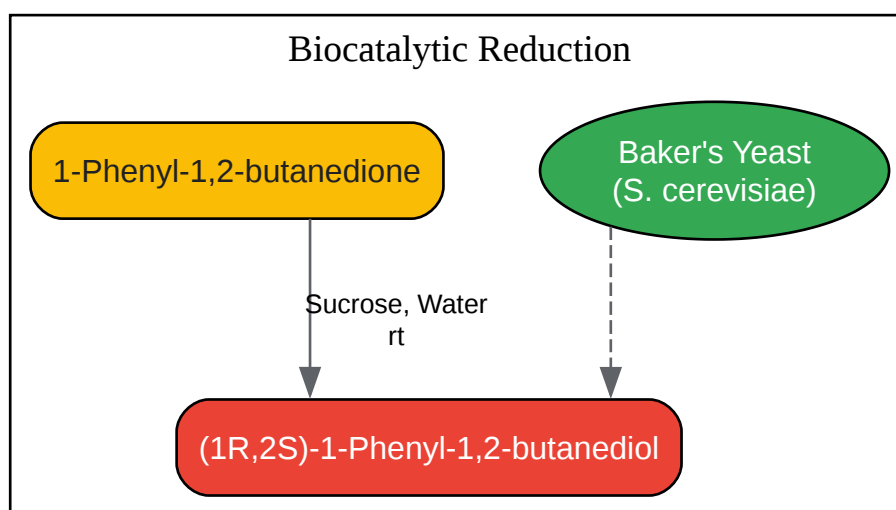 Biocatalytic Reduction
1-Phenyl-1,2-butanedione
Baker's Yeast
(S. cerevisiae)
Sucrose, Water
rt
(1R,2S)-1-Phenyl-1,2-butanediol